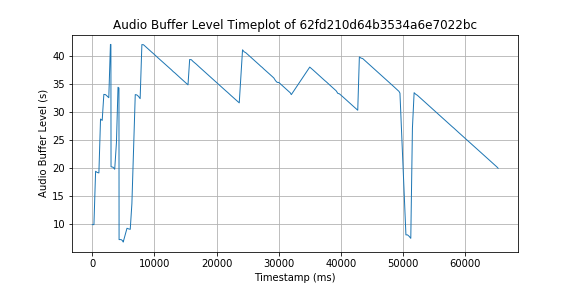 Audio Buffer Level Timeplot of 62fd210d64b3534a6e7022bc
Audio Buffer Level (s)
40
35
30
25
20
15
10
0 10000 20000 30000 40000 50000 60000
Timestamp (ms)